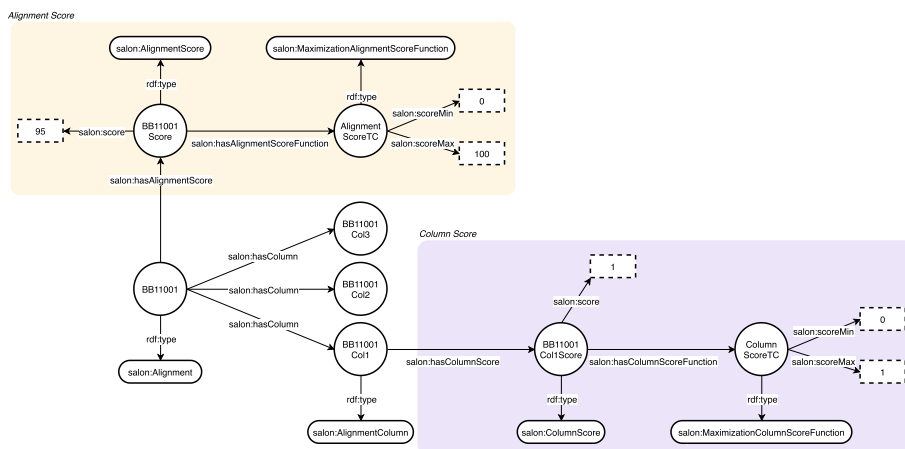 Alignment Score
salon:AlignmentScore
salon:MaximizationAlignmentScoreFunction
rdf:type
rdf:type
95
salon:score
BB11001
Score
salon:hasAlignmentScoreFunction
Alignment
ScoreTC
salon:scoreMin
0
salon:scoreMax
100
salon:hasAlignmentScore
BB11001
Col3
Column Score
salon:hasColumn
BB11001
salon:hasColumn
BB11001
Col2
1
salon:score
salon:hasColumn
rdf:type
BB11001
Col1
salon:hasColumnScore
BB11001
Col1Score
salon:hasColumnScoreFunction
Column
ScoreTC
salon:scoreMin
0
salon:scoreMax
1
salon:Alignment
rdf:type
rdf:type
rdf:type
salon:AlignmentColumn
salon:ColumnScore
salon:MaximizationColumnScoreFunction